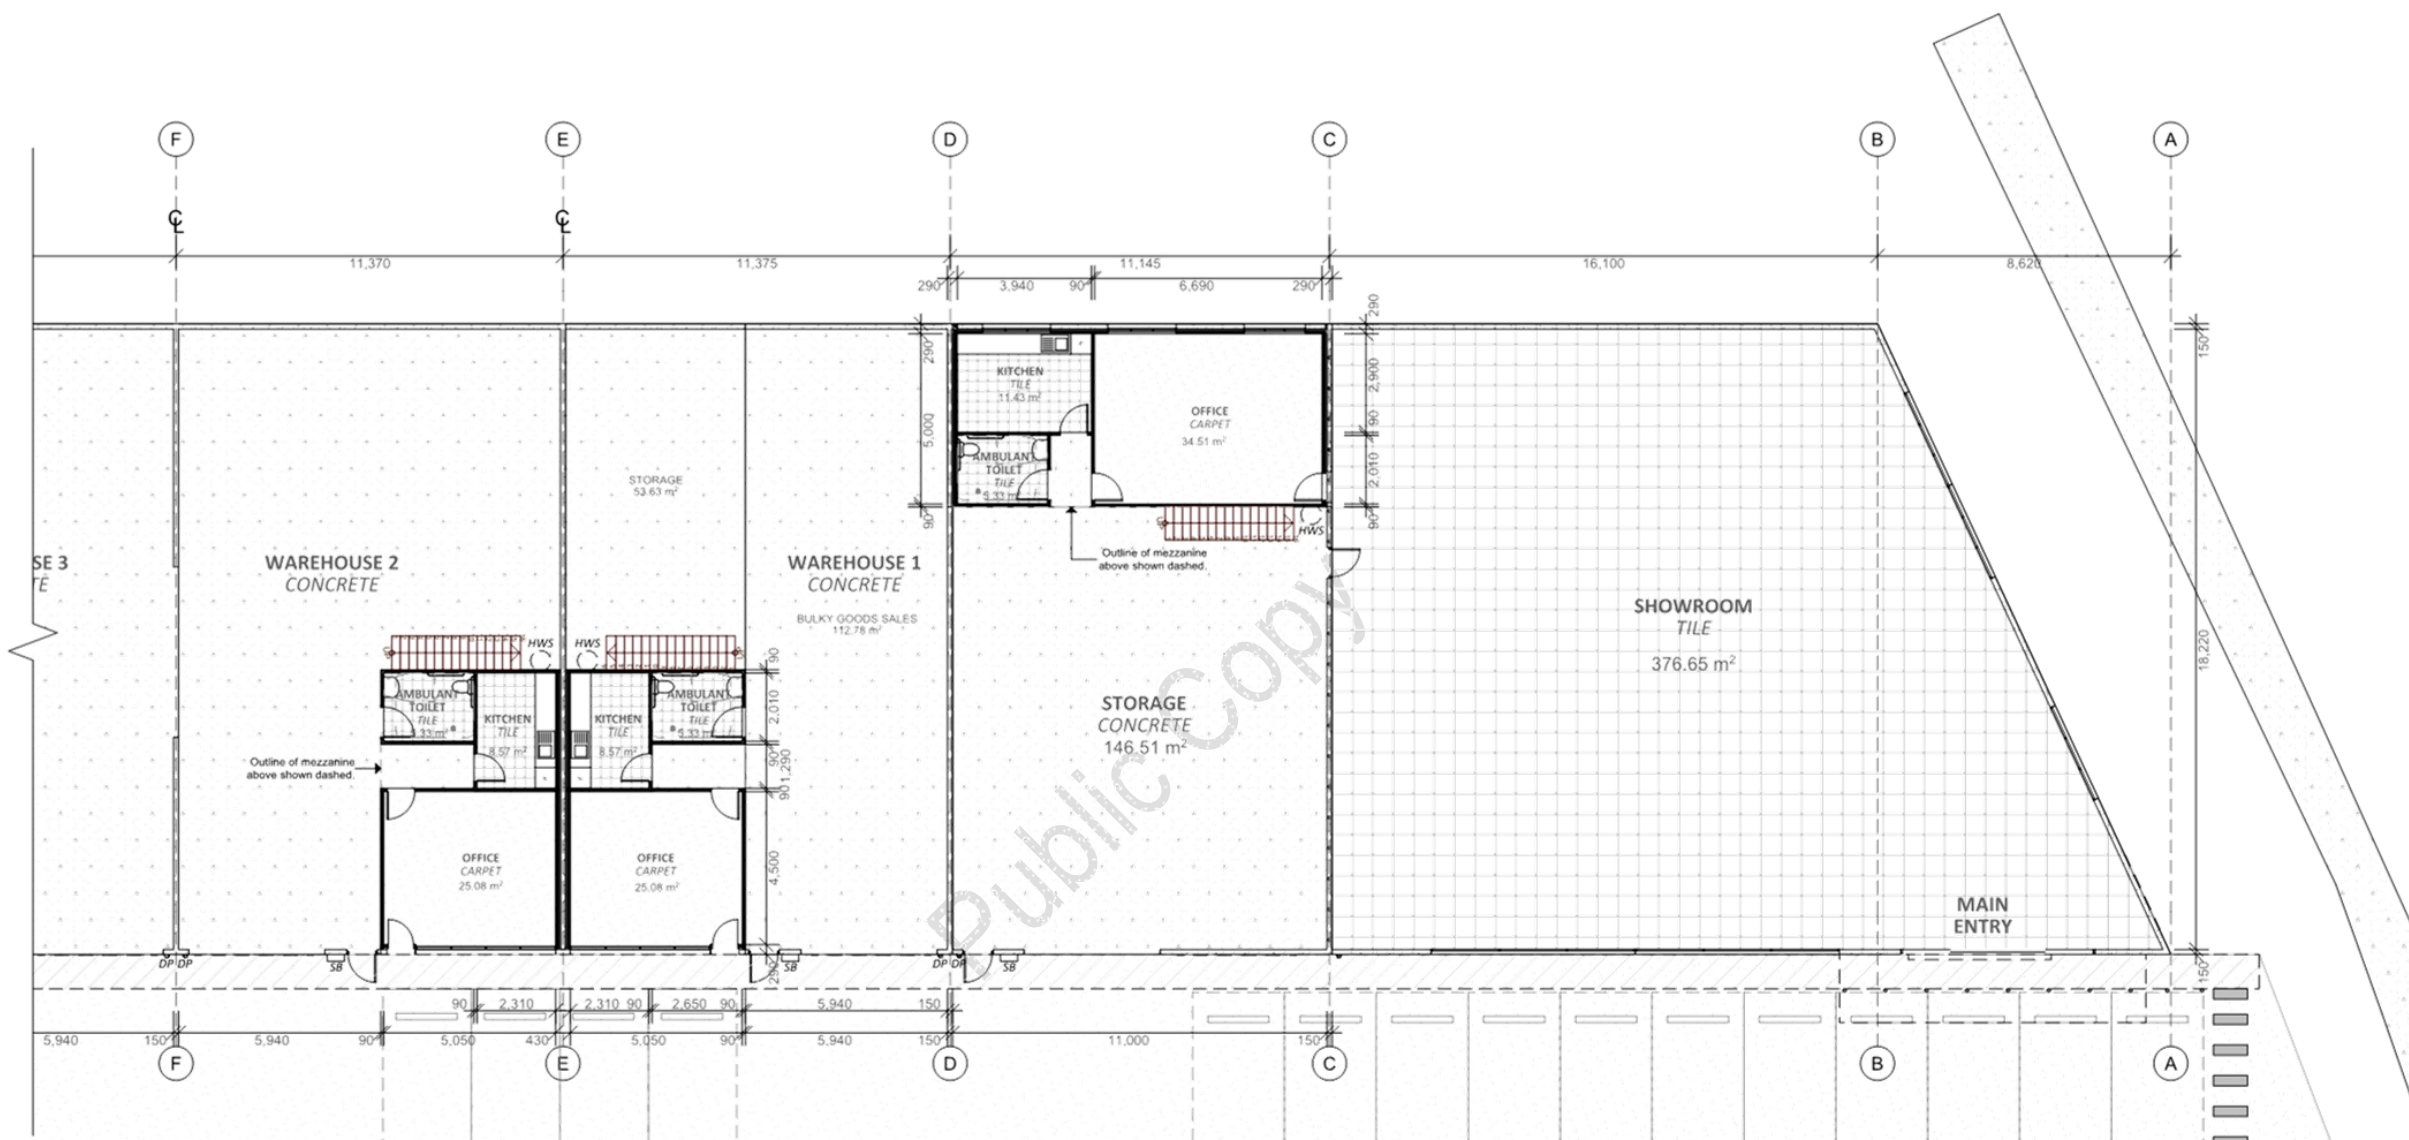 F
E
D
C
B
A
℄
℄
11,370
11,375
11,145
16,100
8,620
290
3,940
90
6,690
290
290
5,000
90
290
2,900
90
2,010
90
150
18,220
150
KITCHEN
TILE
11.43 m²
OFFICE
CARPET
34.51 m²
AMBULANT
TOILET
TILE
5.33 m²
HWS
Outline of mezzanine
above shown dashed.
STORAGE
53.63 m²
SE 3
TE
WAREHOUSE 2
CONCRETE
WAREHOUSE 1
CONCRETE
BULKY GOODS SALES
112.78 m²
SHOWROOM
TILE
376.65 m²
STORAGE
CONCRETE
146.51 m²
Public Copy
MAIN
ENTRY
HWS
HWS
AMBULANT
TOILET
TILE
5.33 m²
KITCHEN
TILE
8.57 m²
KITCHEN
TILE
8.57 m²
AMBULANT
TOILET
TILE
5.33 m²
Outline of mezzanine
above shown dashed.
90
2,010
90
1,290
90
4,500
290
OFFICE
CARPET
25.08 m²
OFFICE
CARPET
25.08 m²
DP
DP
SB
SB
DP
DP
SB
90
2,310
2,310
90
2,650
90
5,940
150
5,940
150
5,940
90
5,050
430
5,050
90
5,940
150
11,000
150
F
E
D
C
B
A